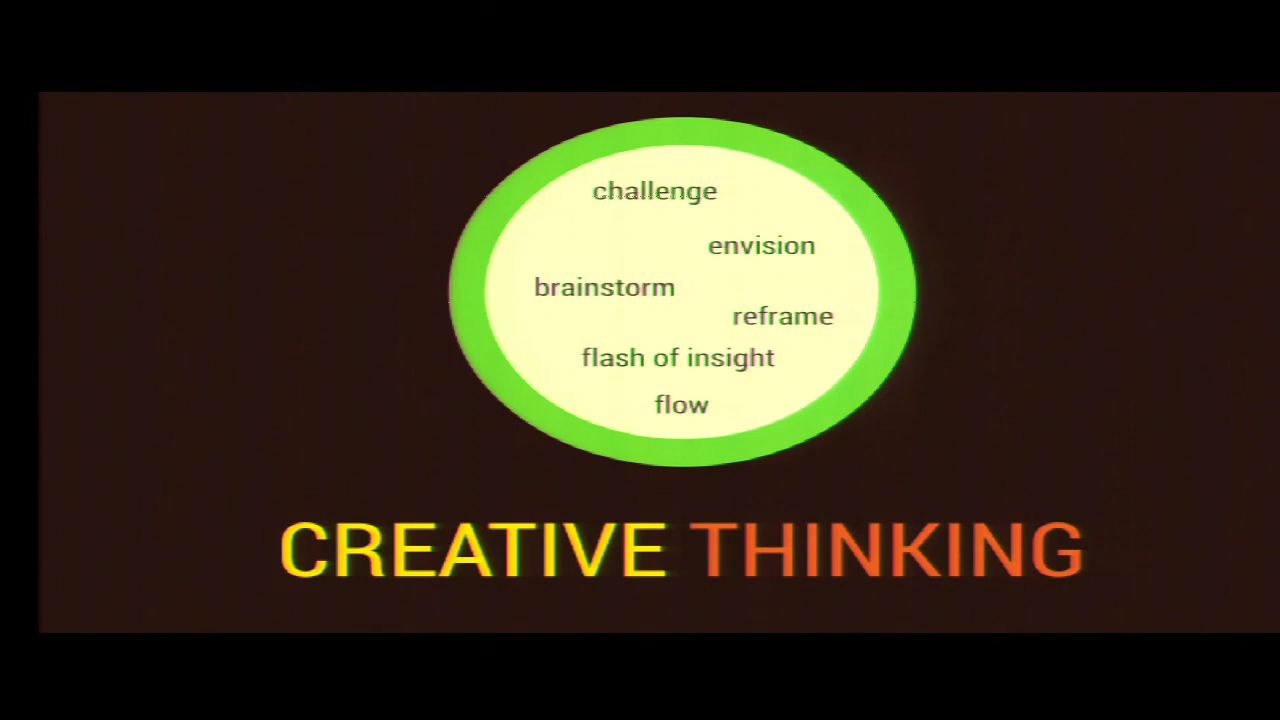 challenge
envision
brainstorm
reframe
flash of insight
flow
CREATIVE THINKING